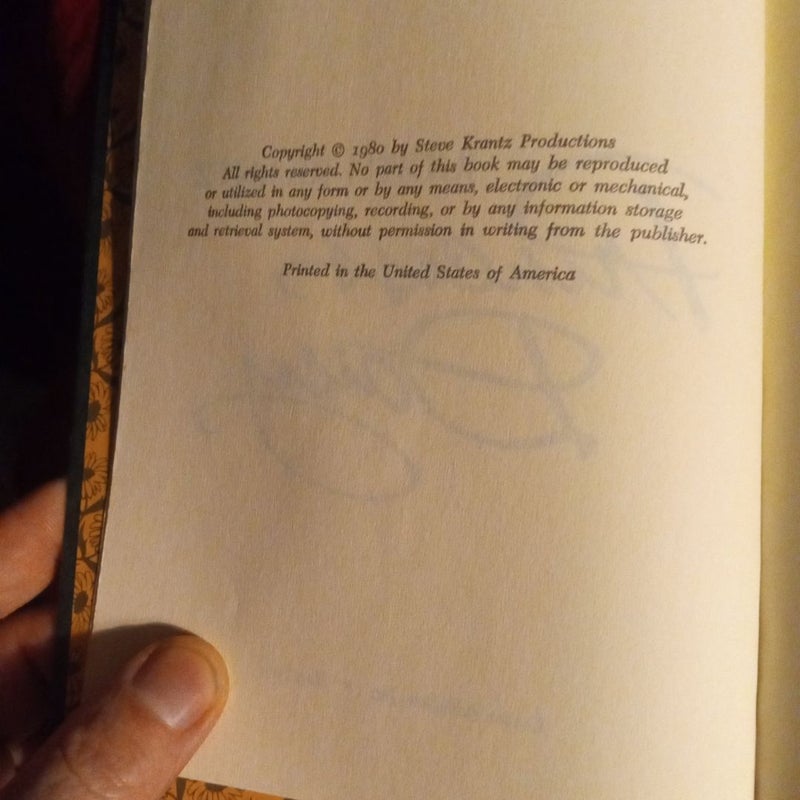 Copyright © 1980 by Steve Krantz Productions
All rights reserved. No part of this book may be reproduced
or utilized in any form or by any means, electronic or mechanical,
including photocopying, recording, or by any information storage
and retrieval system, without permission in writing from the publisher.
Printed in the United States of America